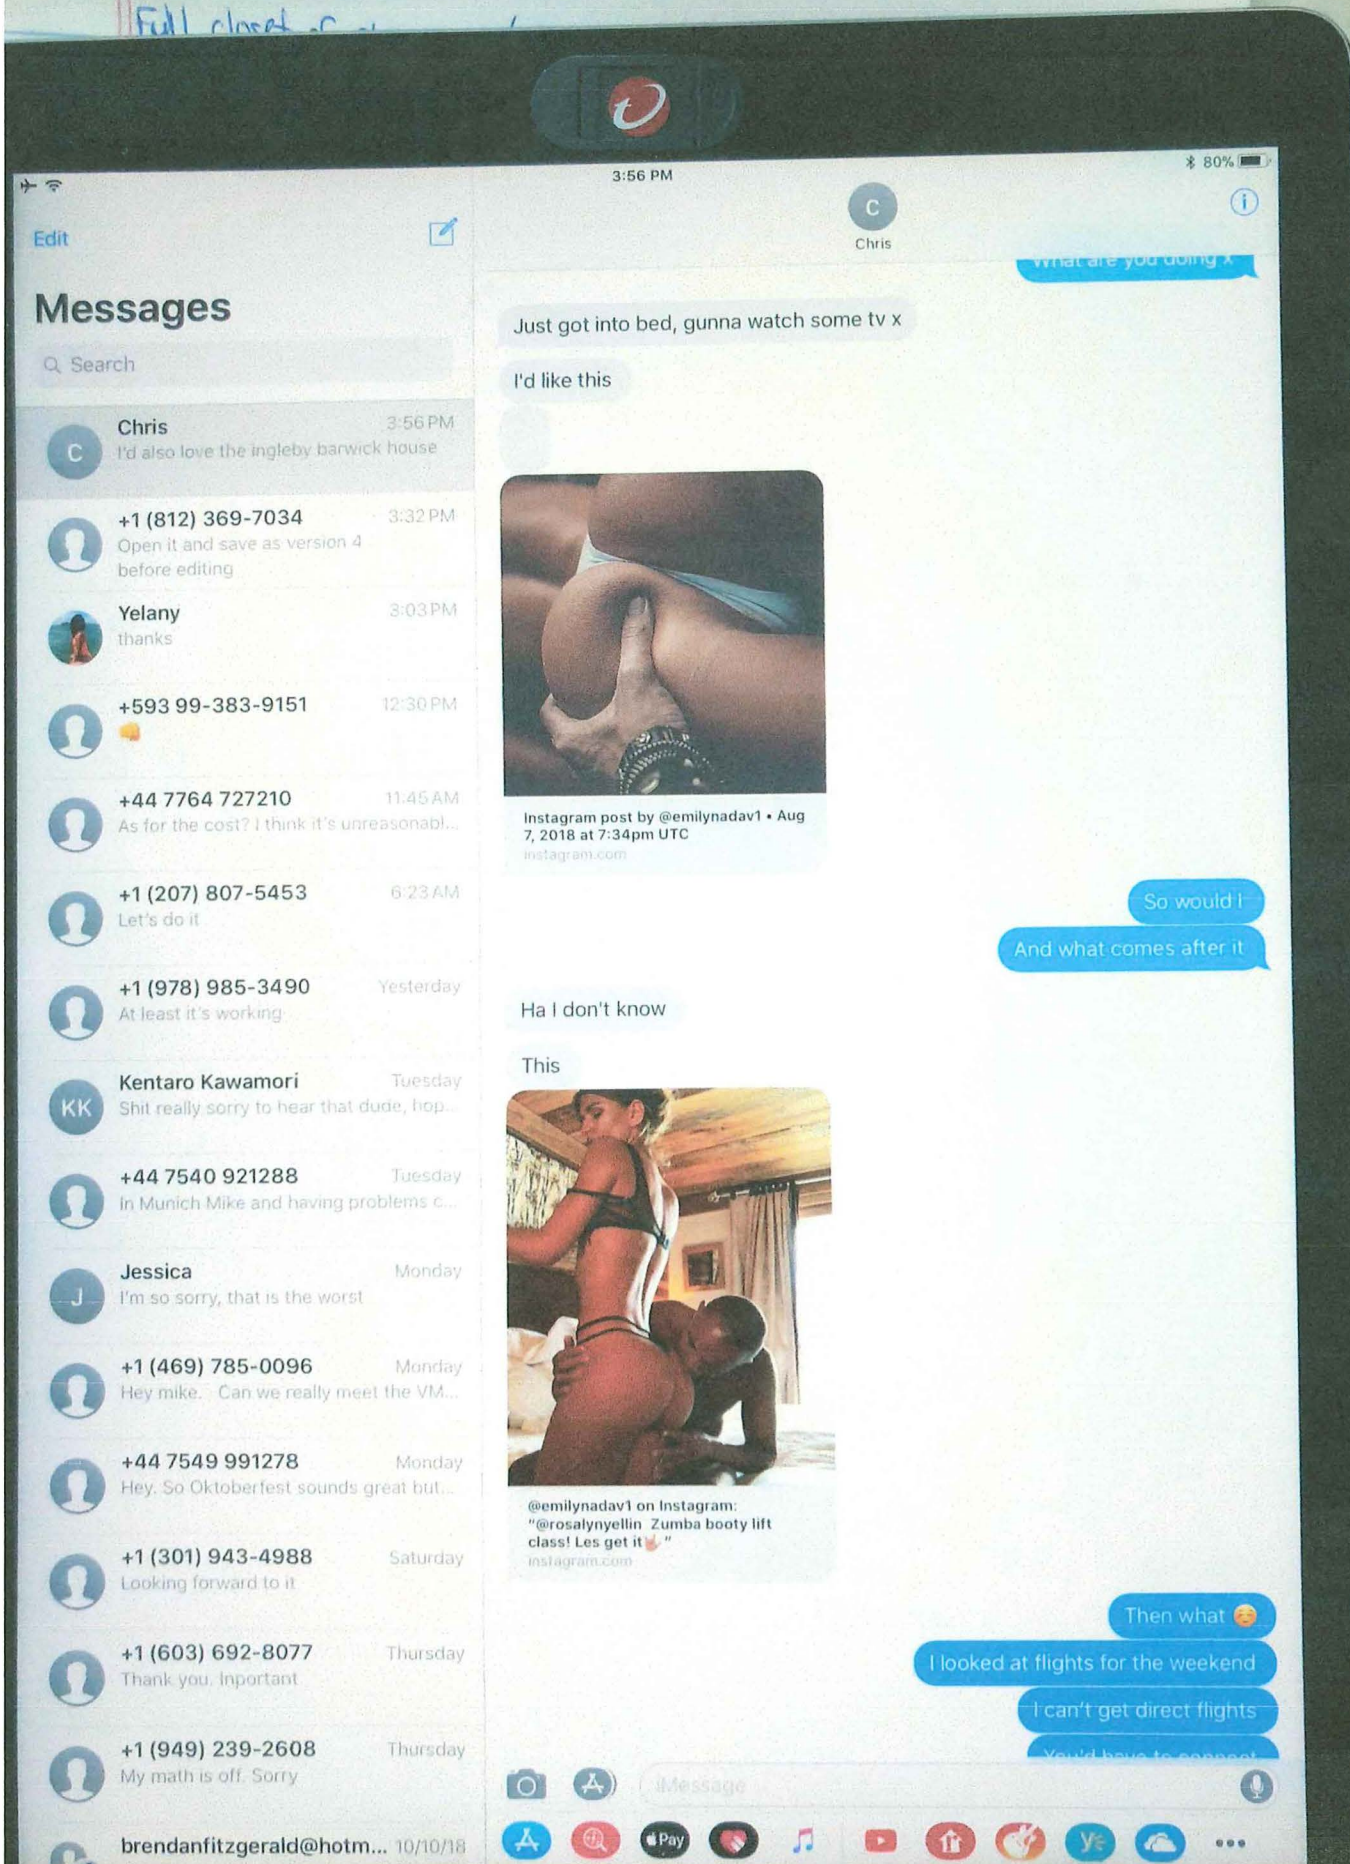 Full closet
3:56 PM
80%
Edit
Messages
Search
Chris 3:56 PM
I'd also love the ingleby barwick house
+1 (812) 369-7034 3:32 PM
Open it and save as version 4
before editing
Yelany 3:03 PM
thanks
+593 99-383-9151 12:30 PM
👊
+44 7764 727210 11:45 AM
As for the cost? I think it's unreasonabl...
+1 (207) 807-5453 6:23 AM
Let's do it
+1 (978) 985-3490 Yesterday
At least it's working
KK
Kentaro Kawamori Tuesday
Shit really sorry to hear that dude, hop...
+44 7540 921288 Tuesday
In Munich Mike and having problems c...
J
Jessica Monday
I'm so sorry, that is the worst
+1 (469) 785-0096 Monday
Hey mike. Can we really meet the VM...
+44 7549 991278 Monday
Hey. So Oktoberfest sounds great but...
+1 (301) 943-4988 Saturday
Looking forward to it
+1 (603) 692-8077 Thursday
Thank you. Inportant
+1 (949) 239-2608 Thursday
My math is off. Sorry
brendanfitzgerald@hotm... 10/10/18
C
Chris
What are you doing x
Just got into bed, gunna watch some tv x
I'd like this
Instagram post by @emilynadav1 • Aug
7, 2018 at 7:34pm UTC
instagram.com
So would I
And what comes after it
Ha I don't know
This
@emilynadav1 on Instagram:
"@rosalynyellin Zumba booty lift
class! Les get it🤟"
instagram.com
Then what ☺️
I looked at flights for the weekend
I can't get direct flights
You'd have to connect
iMessage
Pay